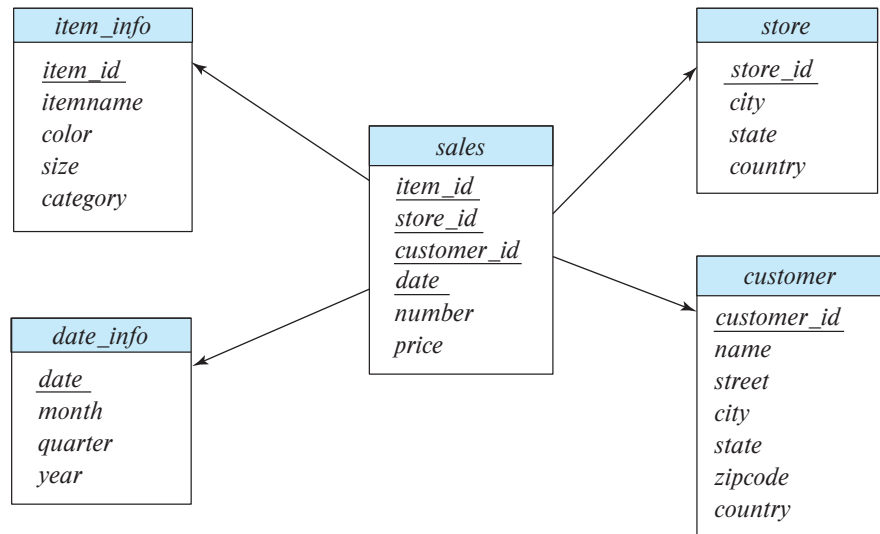 item_info
item_id
itemname
color
size
category
store
store_id
city
state
country
sales
item_id
store_id
customer_id
date
number
price
date_info
date
month
quarter
year
customer
customer_id
name
street
city
state
zipcode
country